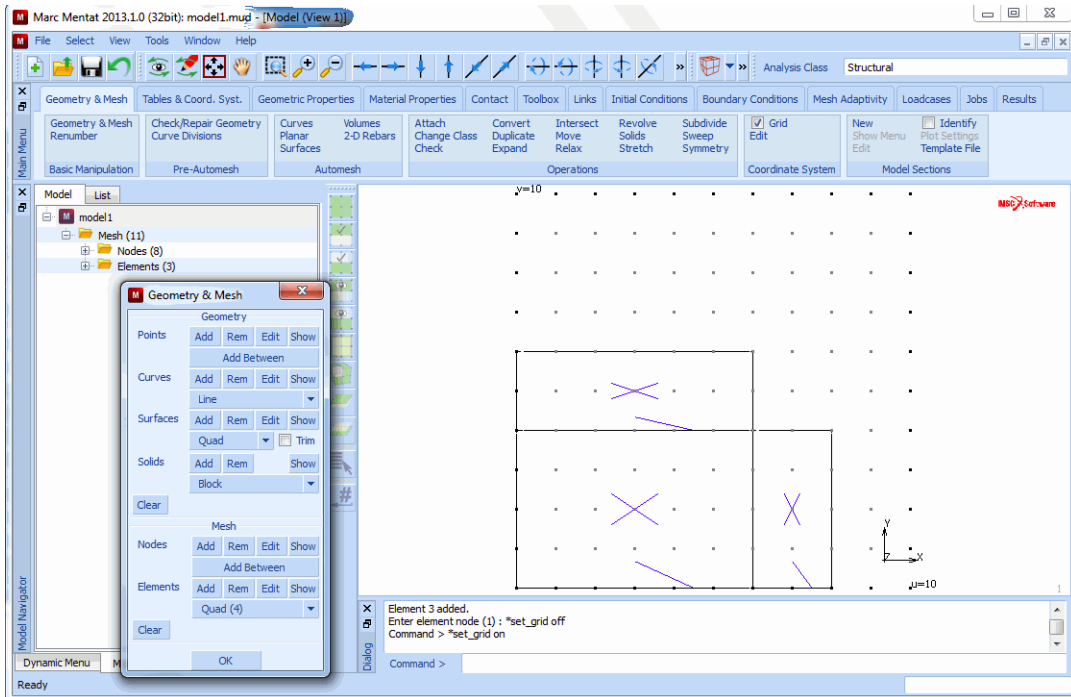 Marc Mentat 2013.1.0 (32bit): model1.mud - [Model (View 1)]
File Select View Tools Window Help
» » Analysis Class Structural
Geometry & Mesh Tables & Coord. Syst. Geometric Properties Material Properties Contact Toolbox Links Initial Conditions Boundary Conditions Mesh Adaptivity Loadcases Jobs Results
Main Menu
Geometry & Mesh
Renumber
Basic Manipulation
Check/Repair Geometry
Curve Divisions
Pre-Automesh
Curves Volumes
Planar 2-D Rebars
Surfaces
Automesh
Attach Convert Intersect Revolve Subdivide
Change Class Duplicate Move Solids Sweep
Check Expand Relax Stretch Symmetry
Operations
Grid
Edit
Coordinate System
New Identify
Show Menu Plot Settings
Edit Template File
Model Sections
Model List
model1
Mesh (11)
Nodes (8)
Elements (3)
Model Navigator
Geometry & Mesh
Geometry
Points Add Rem Edit Show
Add Between
Curves Add Rem Edit Show
Line
Surfaces Add Rem Edit Show
Quad Trim
Solids Add Rem Show
Block
Clear
Mesh
Nodes Add Rem Edit Show
Add Between
Elements Add Rem Edit Show
Quad (4)
Clear
OK
#
v=10
MSC Software
Y
Z X
u=10
1
Dialog
Element 3 added.
Enter element node (1) : *set_grid off
Command > *set_grid on
Command >
Dynamic Menu M
Ready